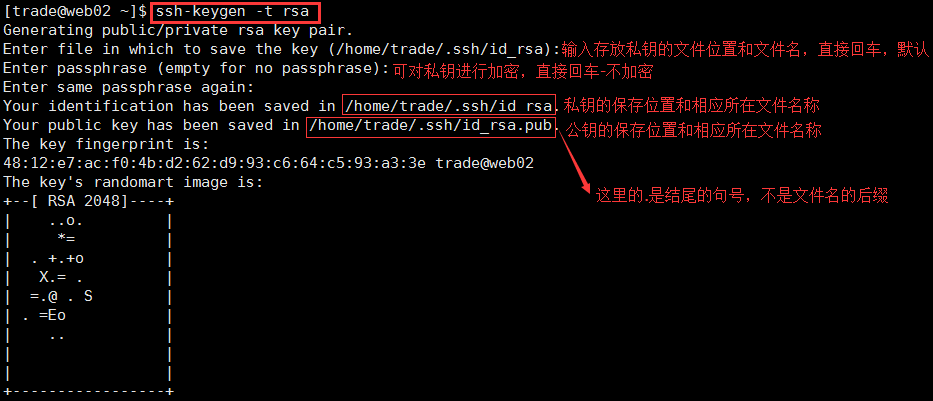 [trade@web02 ~]$ ssh-keygen -t rsa
Generating public/private rsa key pair.
Enter file in which to save the key (/home/trade/.ssh/id_rsa):输入存放私钥的文件位置和文件名，直接回车，默认
Enter passphrase (empty for no passphrase):可对私钥进行加密，直接回车-不加密
Enter same passphrase again:
Your identification has been saved in /home/trade/.ssh/id_rsa.私钥的保存位置和相应所在文件名称
Your public key has been saved in /home/trade/.ssh/id_rsa.pub.公钥的保存位置和相应所在文件名称
The key fingerprint is:
48:12:e7:ac:f0:4b:d2:62:d9:93:c6:64:c5:93:a3:3e trade@web02
The key's randomart image is:
这里的.是结尾的句号，不是文件名的后缀
+--[ RSA 2048]----+
|     ..o.        |
|      *=         |
|   . +.+o        |
|    X.= .        |
|   =.@ . S       |
|  . =Eo          |
|     ..          |
|                 |
|                 |
+-----------------+